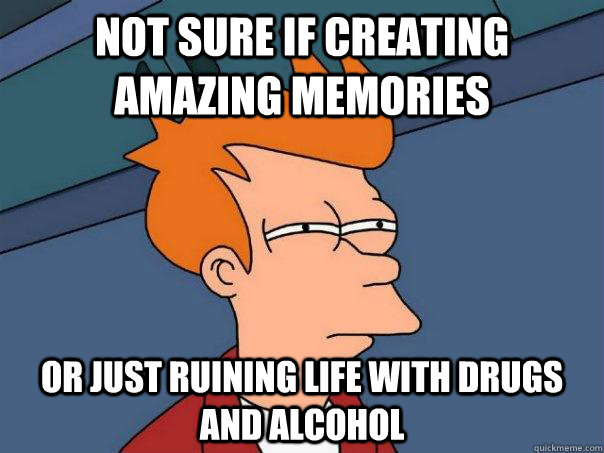 NOT SURE IF CREATING
AMAZING MEMORIES
OR JUST RUINING LIFE WITH DRUGS
AND ALCOHOL
quickmeme.com